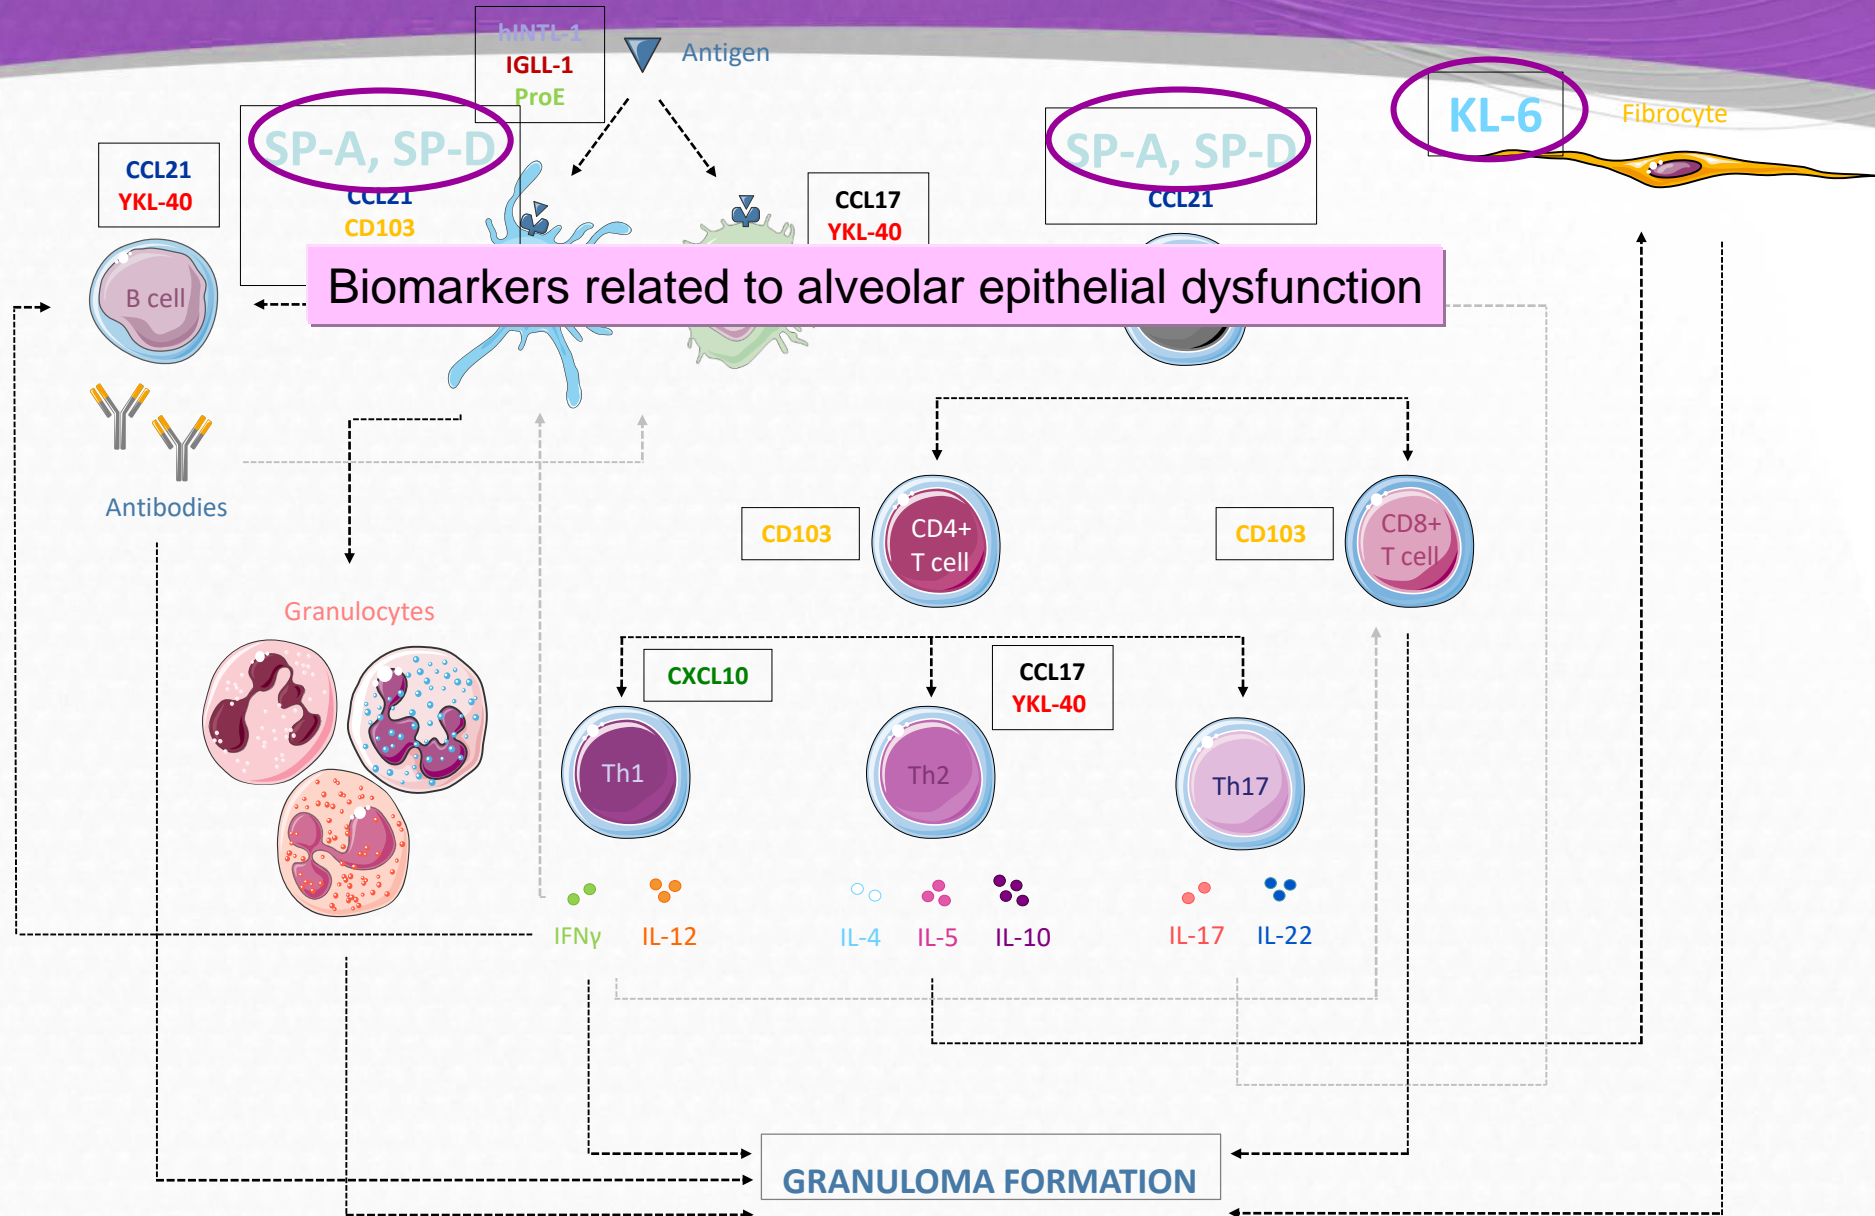 hINTL-1
IGLL-1
ProE
Antigen
SP-A, SP-D
CCL21
CD103
CCL21
YKL-40
B cell
CCL17
YKL-40
SP-A, SP-D
CCL21
KL-6
Fibrocyte
Biomarkers related to alveolar epithelial dysfunction
Antibodies
Granulocytes
CD103
CD4+
T cell
CD103
CD8+
T cell
CXCL10
CCL17
YKL-40
Th1
Th2
Th17
IFNγ
IL-12
IL-4
IL-5
IL-10
IL-17
IL-22
GRANULOMA FORMATION